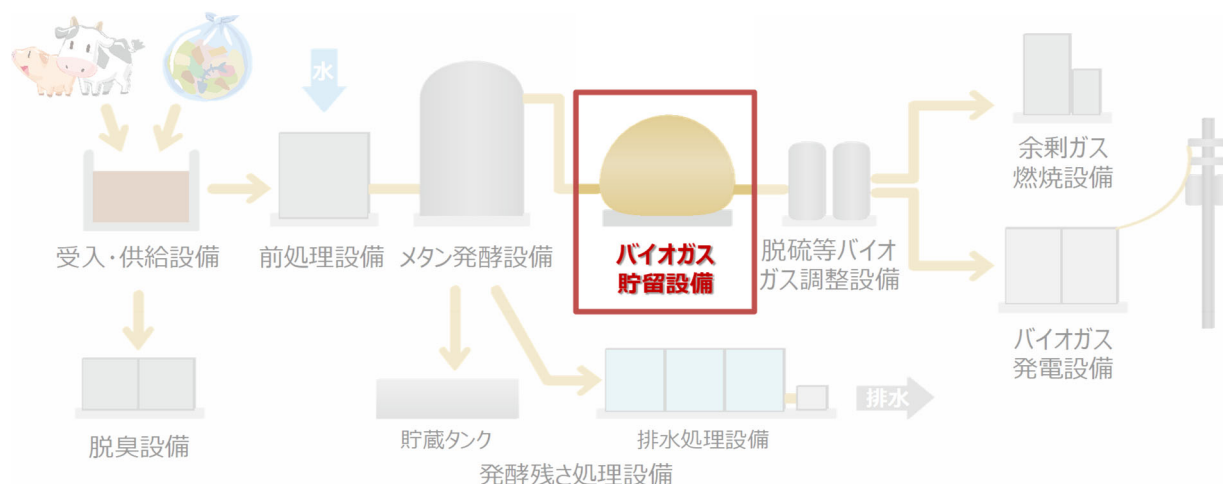 水
余剰ガス
燃焼設備
受入・供給設備
前処理設備
メタン発酵設備
バイオガス
貯留設備
脱硫等バイオ
ガス調整設備
バイオガス
発電設備
脱臭設備
貯蔵タンク
排水処理設備
排水
発酵残さ処理設備